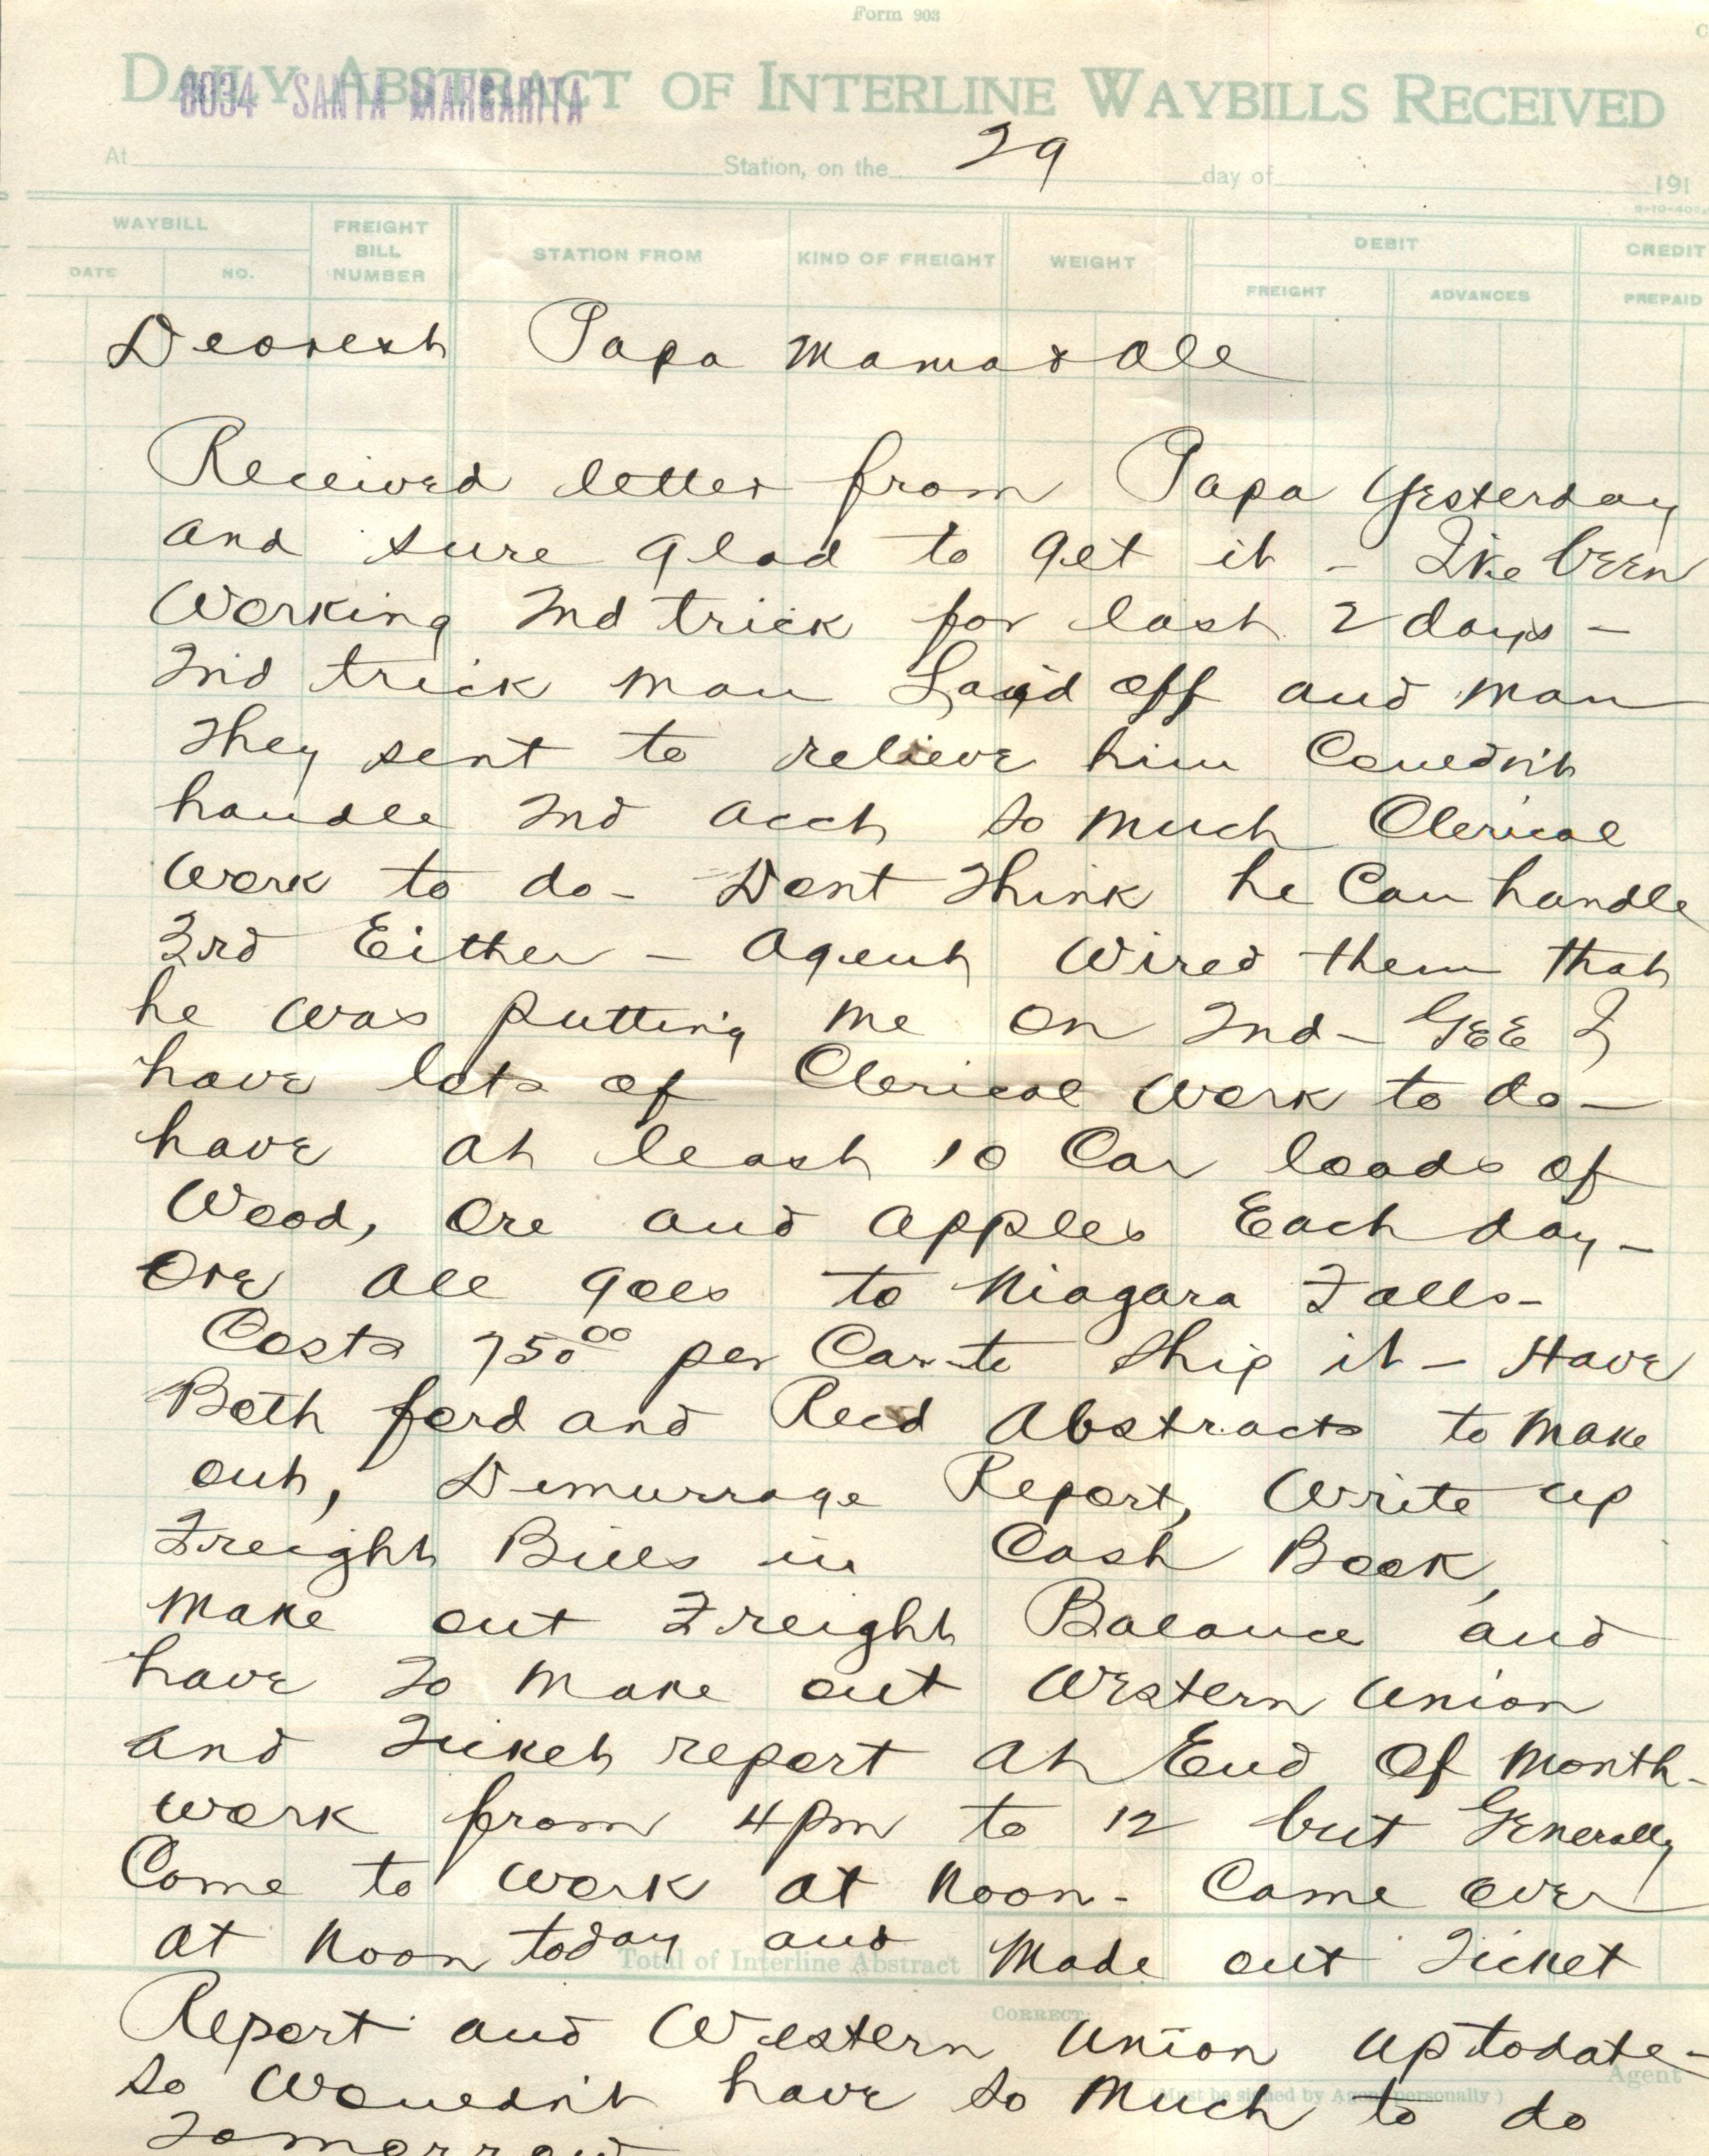 Form 903
DAILY ABSTRACT OF INTERLINE WAYBILLS RECEIVED
8034 SANTA MARGARITA
At Station, on the 29 day of 191
WAYBILL FREIGHT BILL NUMBER STATION FROM KIND OF FREIGHT WEIGHT DEBIT CREDIT
DATE NO. FREIGHT ADVANCES PREPAID
Dearest Papa Mama & All
Received letter from Papa Yesterday
and sure glad to get it - I've been
Working 2nd trick for last 2 days -
2nd trick man Laid off and man
they sent to relieve him Couldn't
handle 2nd acct so much Clerical
work to do - Dont think he Can handle
3rd Either - Agent Wired them that
he was putting me on 2nd - GEE I
have lots of Clerical work to do -
have at least 10 Car loads of
Wood, Ore and apples Each day -
Ore all goes to Niagara Falls -
Costs 750 00 per Car to ship it - Have
Both ford and Recd Abstracts to make
out, Demurrage Report, Write up
Freight Bills in Cash Book,
make out Freight Balance and
have to make out Western Union
and Ticket report at End Of Month -
work from 4pm to 12 but Generally
Come to work at Noon - Came over
at Noon today and Made out Ticket
Total of Interline Abstract
CORRECT:
Report and Western Union up todate -
Agent
(Must be signed by Agent personally)
so Wouldn't have so much to do
Tomorrow